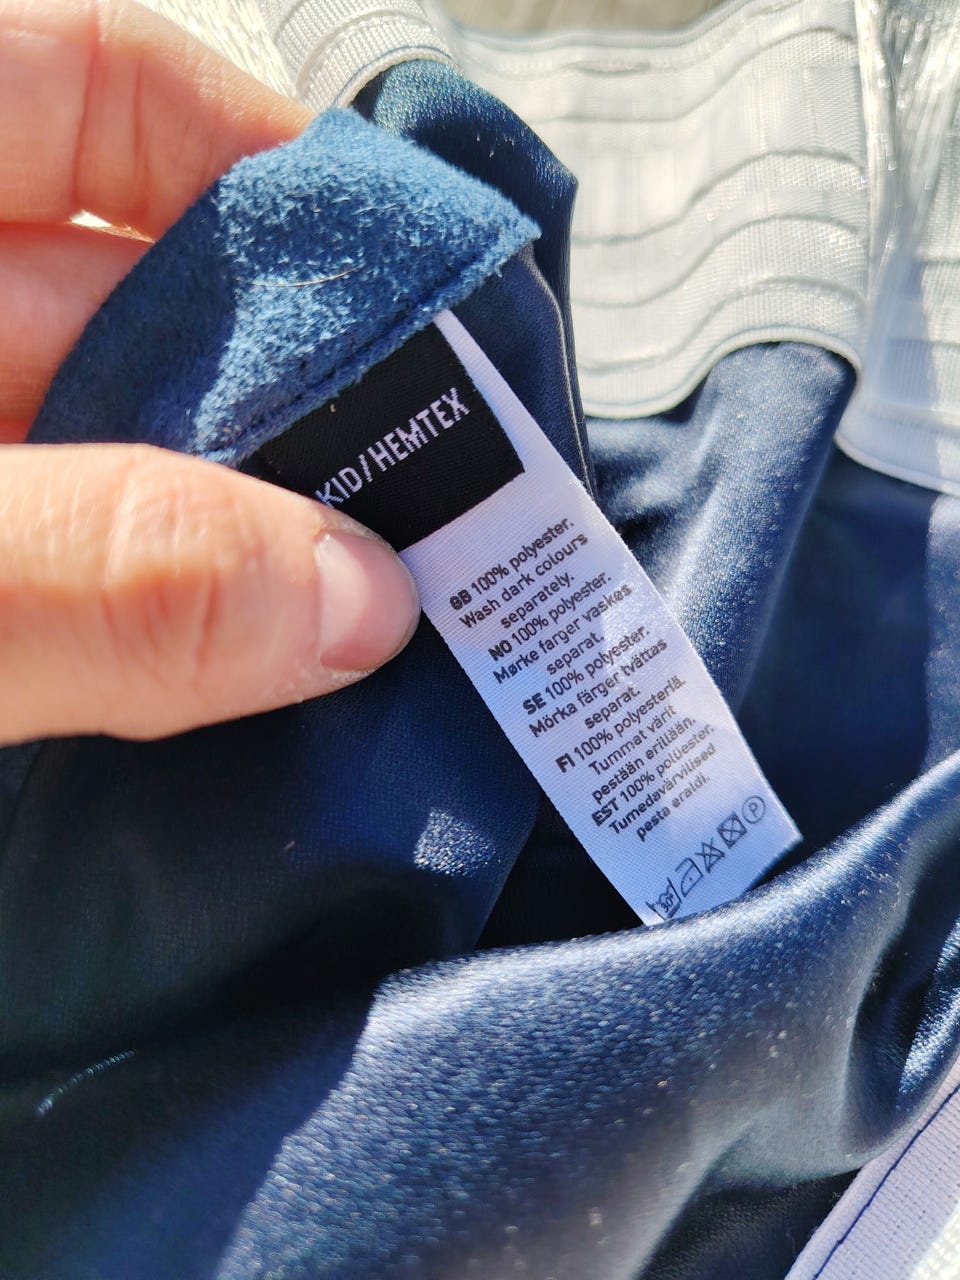 KID/HEMTEX
GB 100% polyester.
Wash dark colours
separately.
NO 100% polyester.
Mørke farger vaskes
separat.
SE 100% polyester.
Mörka färger tvättas
separat.
FI 100% polyesteriä.
Tummat värit
pestään erillään.
EST 100% polüester.
Tumedavärvilised
pesta eraldi.
40°
P